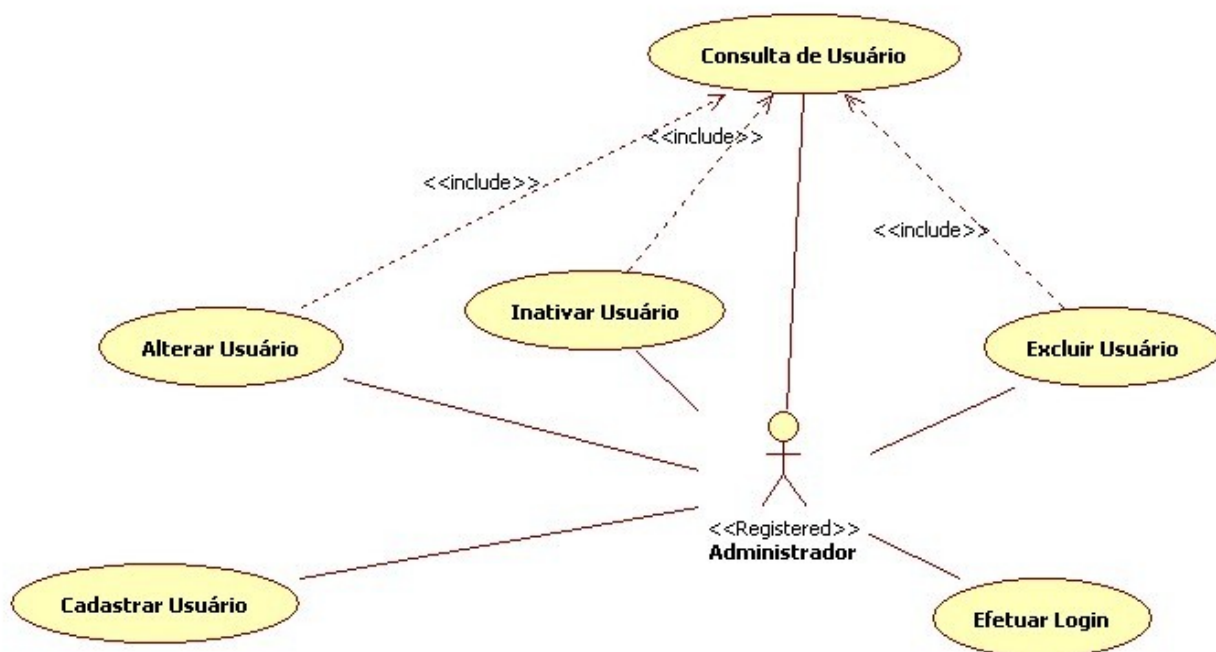 Consulta de Usuário
<<include>>
<<include>>
<<include>>
Inativar Usuário
Alterar Usuário
Excluir Usuário
<<Registered>>
Administrador
Cadastrar Usuário
Efetuar Login